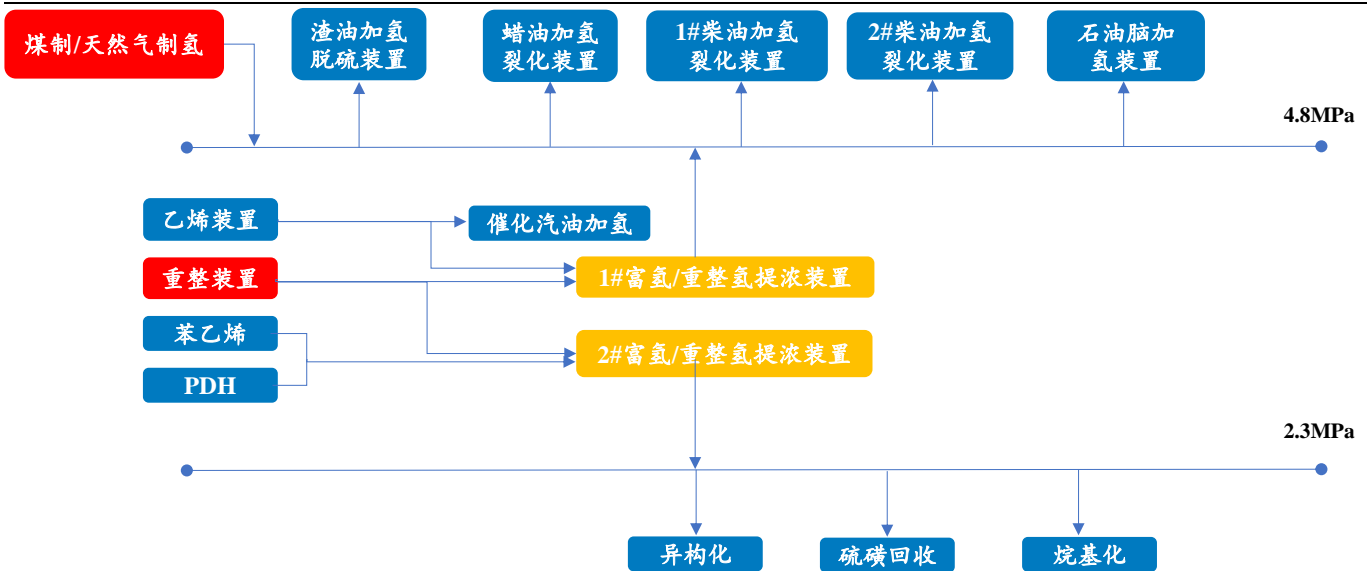 煤制/天然气制氢
渣油加氢
脱硫装置
蜡油加氢
裂化装置
1#柴油加氢
裂化装置
2#柴油加氢
裂化装置
石油脑加
氢装置
4.8MPa
乙烯装置
催化汽油加氢
重整装置
1#富氢/重整氢提浓装置
苯乙烯
2#富氢/重整氢提浓装置
PDH
2.3MPa
异构化
硫磺回收
烷基化